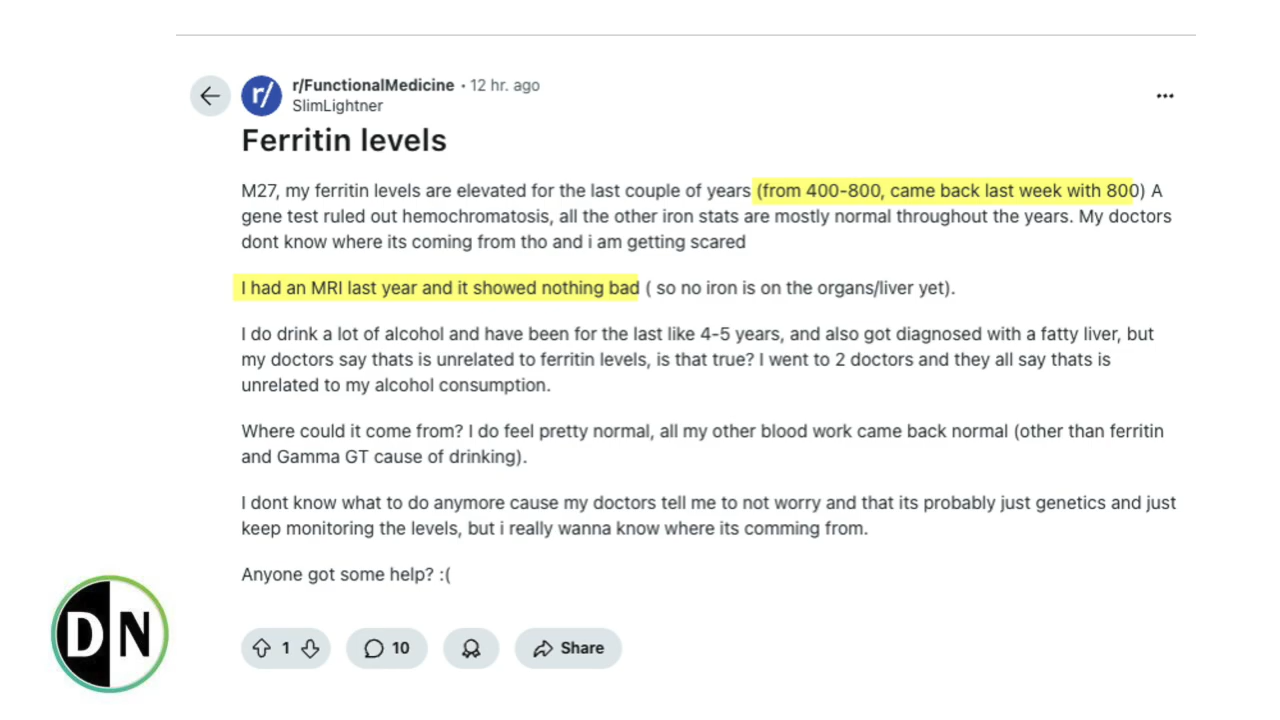 r/FunctionalMedicine • 12 hr. ago
SlimLightner
Ferritin levels
M27, my ferritin levels are elevated for the last couple of years (from 400-800, came back last week with 800) A
gene test ruled out hemochromatosis, all the other iron stats are mostly normal throughout the years. My doctors
dont know where its coming from tho and i am getting scared
I had an MRI last year and it showed nothing bad ( so no iron is on the organs/liver yet).
I do drink a lot of alcohol and have been for the last like 4-5 years, and also got diagnosed with a fatty liver, but
my doctors say thats is unrelated to ferritin levels, is that true? I went to 2 doctors and they all say thats is
unrelated to my alcohol consumption.
Where could it come from? I do feel pretty normal, all my other blood work came back normal (other than ferritin
and Gamma GT cause of drinking).
I dont know what to do anymore cause my doctors tell me to not worry and that its probably just genetics and just
keep monitoring the levels, but i really wanna know where its comming from.
Anyone got some help? :(
1 10 Share
r/
DN